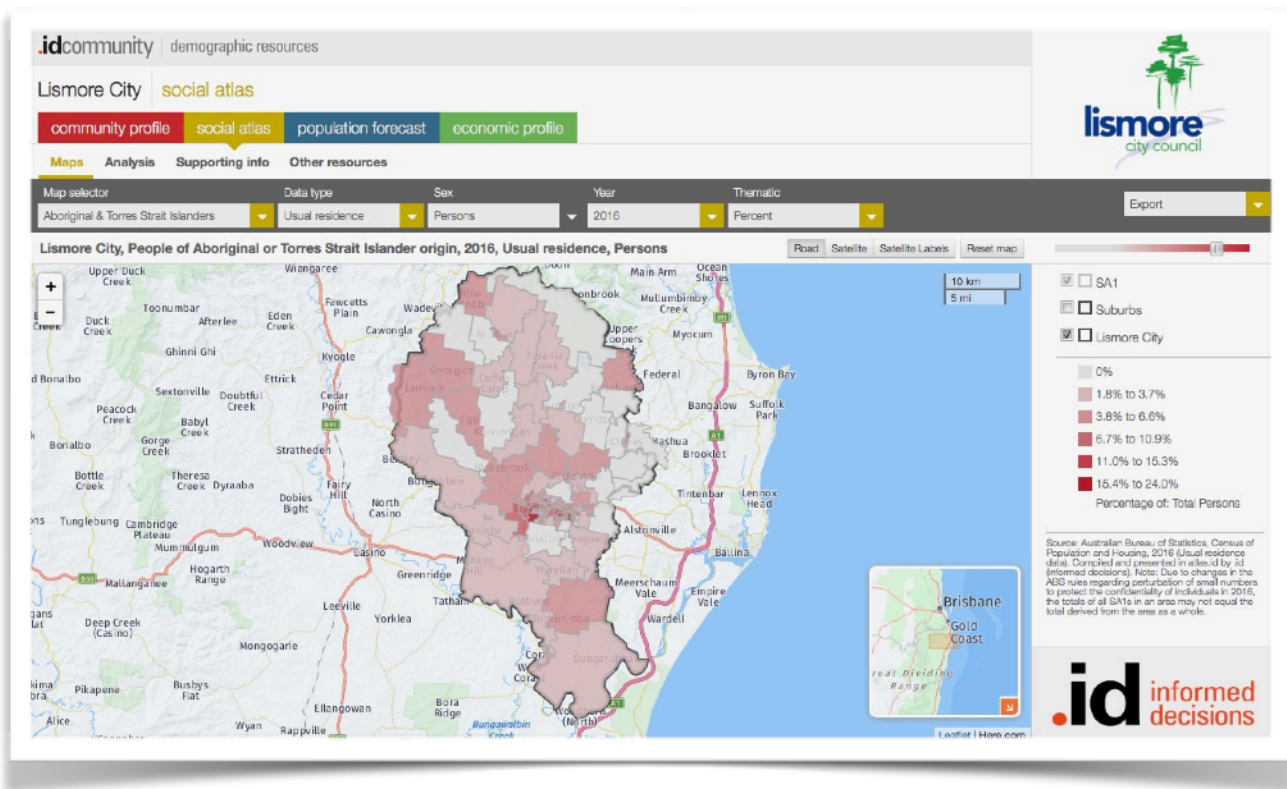 .idcommunity demographic resources
Lismore City social atlas
community profile social atlas population forecast economic profile
Maps Analysis Supporting info Other resources
lismore
city council
Map selector Data type Sex Year Thematic
Aboriginal & Torres Strait Islanders Usual residence Persons 2016 Percent
Export
Lismore City, People of Aboriginal or Torres Strait Islander origin, 2016, Usual residence, Persons
Road Satellite Satellite Labels Reset map
+
−
10 km
5 mi
Upper Duck
Creek
Wiangaree
Main Arm
Ocean
Shores
Toonumbar
Afterlee
Eden
Creek
Fawcetts
Plain
Mullumbimby
Creek
A1
Duck
Creek
Cawongla
Myocum
Ghinni Ghi
Kyogle
Federal
Byron Bay
Ettrick
Sextonville
Doubtful
Creek
Cedar
Point
Bangalow
Suffolk
Park
Peacock
Creek
Babyl
Creek
B91
A1
Bonalbo
Gorge
Creek
Stratheden
Nashua
Brooklet
Bottle
Creek
Theresa
Creek
Dyraaba
Fairy
Hill
Dobies
Bight
North
Casino
Tintenbar
Lennox
Head
Tunglebung
Cambridge
Plateau
Mummulgum
Woodview
Casino
Alstonville
Ballina
Hogarth
Range
Mallanganee
Greenridge
Meerschaum
Vale
Empire
Vale
Leeville
Tatham
Yorklea
Wardell
Deep Creek
(Casino)
Mongogarie
Pikapene
Busbys
Flat
Ellangowan
Bora
Ridge
A1
(North)
Alice
Wyan
Rappville
Bungawalbin
Creek
Brisbane
Gold
Coast
reat Dividing
Range
Leaflet | Here.com
SA1
Suburbs
Lismore City
0%
1.8% to 3.7%
3.8% to 6.6%
6.7% to 10.9%
11.0% to 15.3%
15.4% to 24.0%
Percentage of: Total Persons
Source: Australian Bureau of Statistics, Census of
Population and Housing, 2016 (Usual residence
data). Compiled and presented in atlas.id by .id
(informed decisions). Note: Due to changes in the
ABS rules regarding perturbation of small numbers
to protect the confidentiality of individuals in 2016,
the totals of all SA1s in an area may not equal the
total derived from the area as a whole.
.id informed
decisions